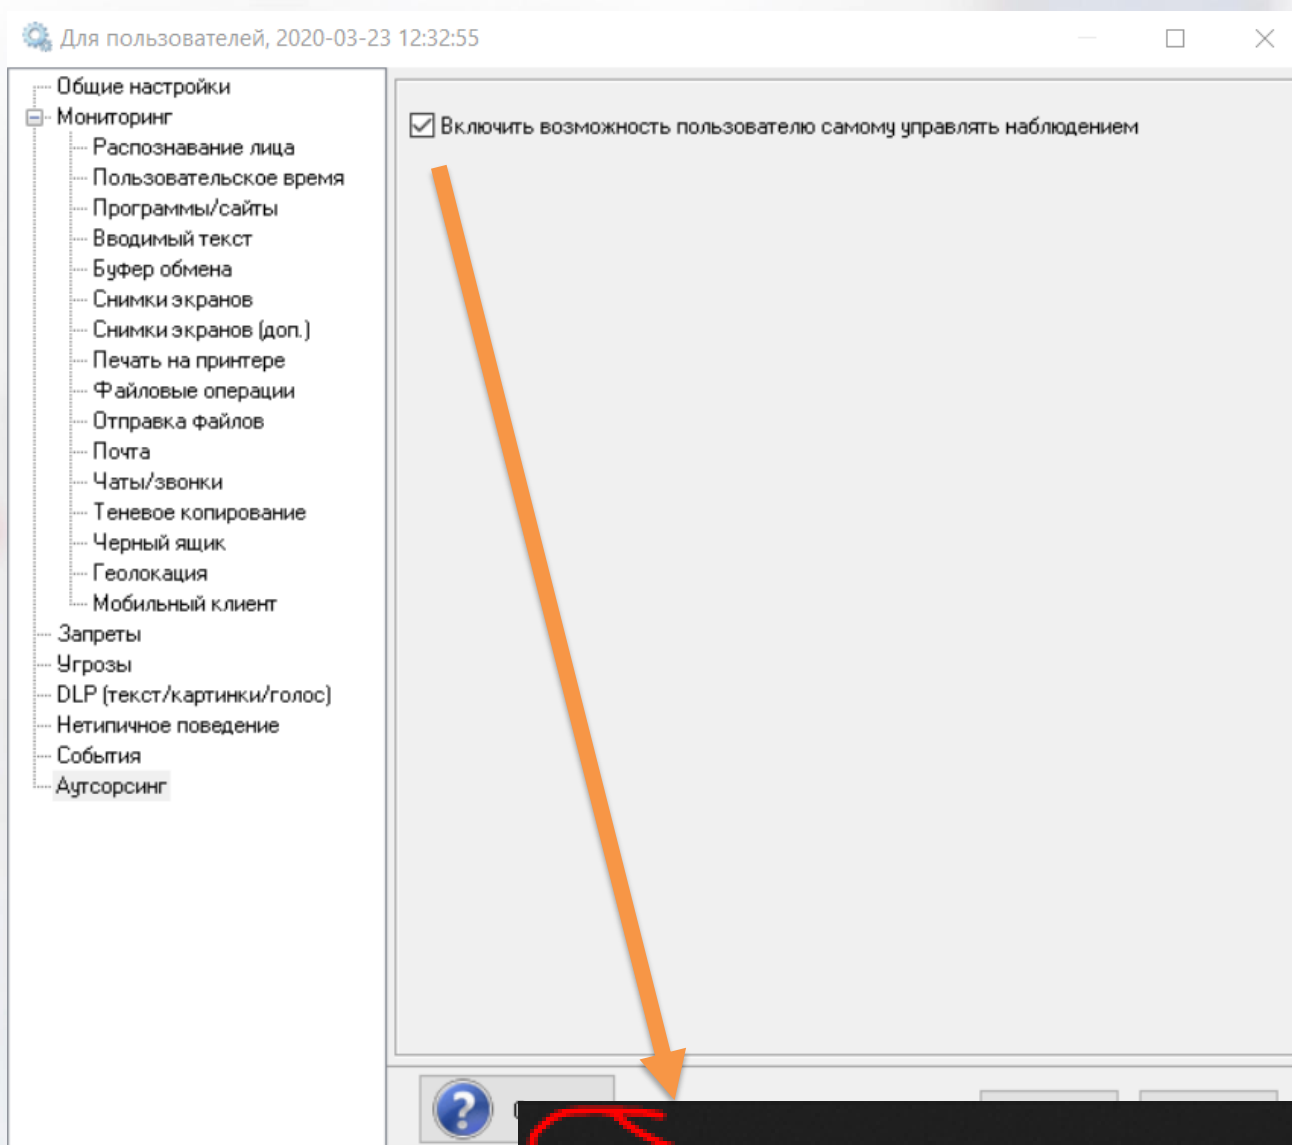 Для пользователей, 2020-03-23 12:32:55
Общие настройки
Мониторинг
Распознавание лица
Пользовательское время
Программы/сайты
Вводимый текст
Буфер обмена
Снимки экранов
Снимки экранов (доп.)
Печать на принтере
Файловые операции
Отправка файлов
Почта
Чаты/звонки
Теневое копирование
Черный ящик
Геолокация
Мобильный клиент
Запреты
Угрозы
DLP (текст/картинки/голос)
Нетипичное поведение
События
Аутсорсинг
Включить возможность пользователю самому управлять наблюдением